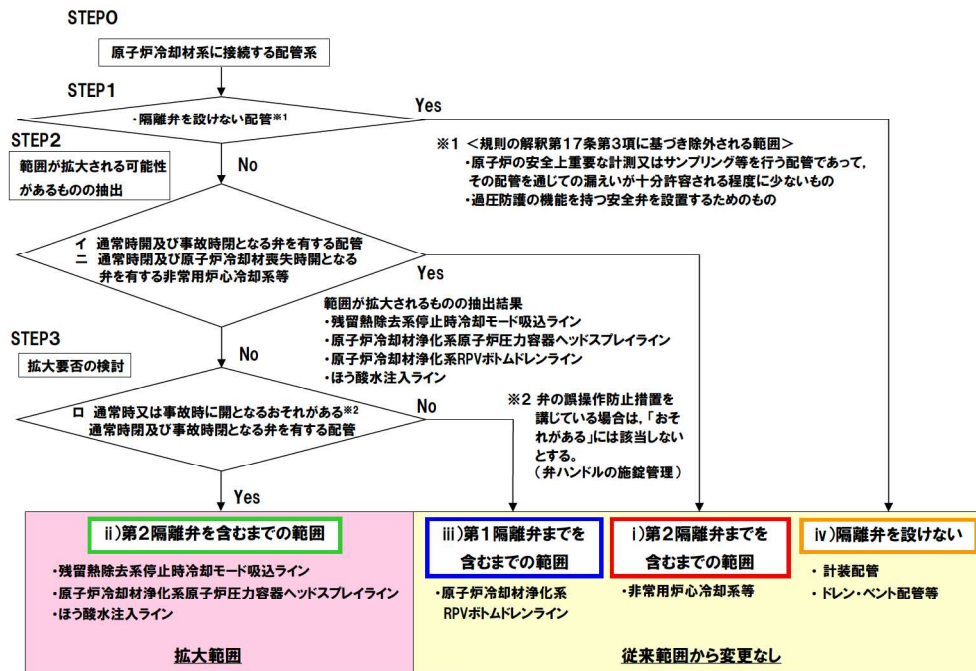 STEP0
原子炉冷却材系に接続する配管系
STEP1
・隔離弁を設けない配管※1
Yes
※1 <規則の解釈第17条第3項に基づき除外される範囲>
・原子炉の安全上重要な計測又はサンプリング等を行う配管であって,
その配管を通じての漏えいが十分許容される程度に少ないもの
・過圧防護の機能を持つ安全弁を設置するためのもの
STEP2
範囲が拡大される可能性
があるものの抽出
No
イ 通常時開及び事故時閉となる弁を有する配管
ニ 通常時閉及び原子炉冷却材喪失時開となる
弁を有する非常用炉心冷却系等
Yes
範囲が拡大されるものの抽出結果
・残留熱除去系停止時冷却モード吸込ライン
・原子炉冷却材浄化系原子炉圧力容器ヘッドスプレイライン
・原子炉冷却材浄化系RPVボトムドレンライン
・ほう酸水注入ライン
STEP3
拡大要否の検討
No
ロ 通常時又は事故時に開となるおそれがある※2
通常時閉及び事故時閉となる弁を有する配管
No
※2 弁の誤操作防止措置を
講じている場合は,「おそ
れがある」には該当しない
とする。
(弁ハンドルの施錠管理)
Yes
ⅱ)第2隔離弁を含むまでの範囲
・残留熱除去系停止時冷却モード吸込ライン
・原子炉冷却材浄化系原子炉圧力容器ヘッドスプレイライン
・ほう酸水注入ライン
拡大範囲
ⅲ)第1隔離弁までを
含むまでの範囲
・原子炉冷却材浄化系
RPVボトムドレンライン
ⅰ)第2隔離弁までを
含むまでの範囲
・非常用炉心冷却系等
ⅳ)隔離弁を設けない
・ 計装配管
・ ドレン・ベント配管等
従来範囲から変更なし